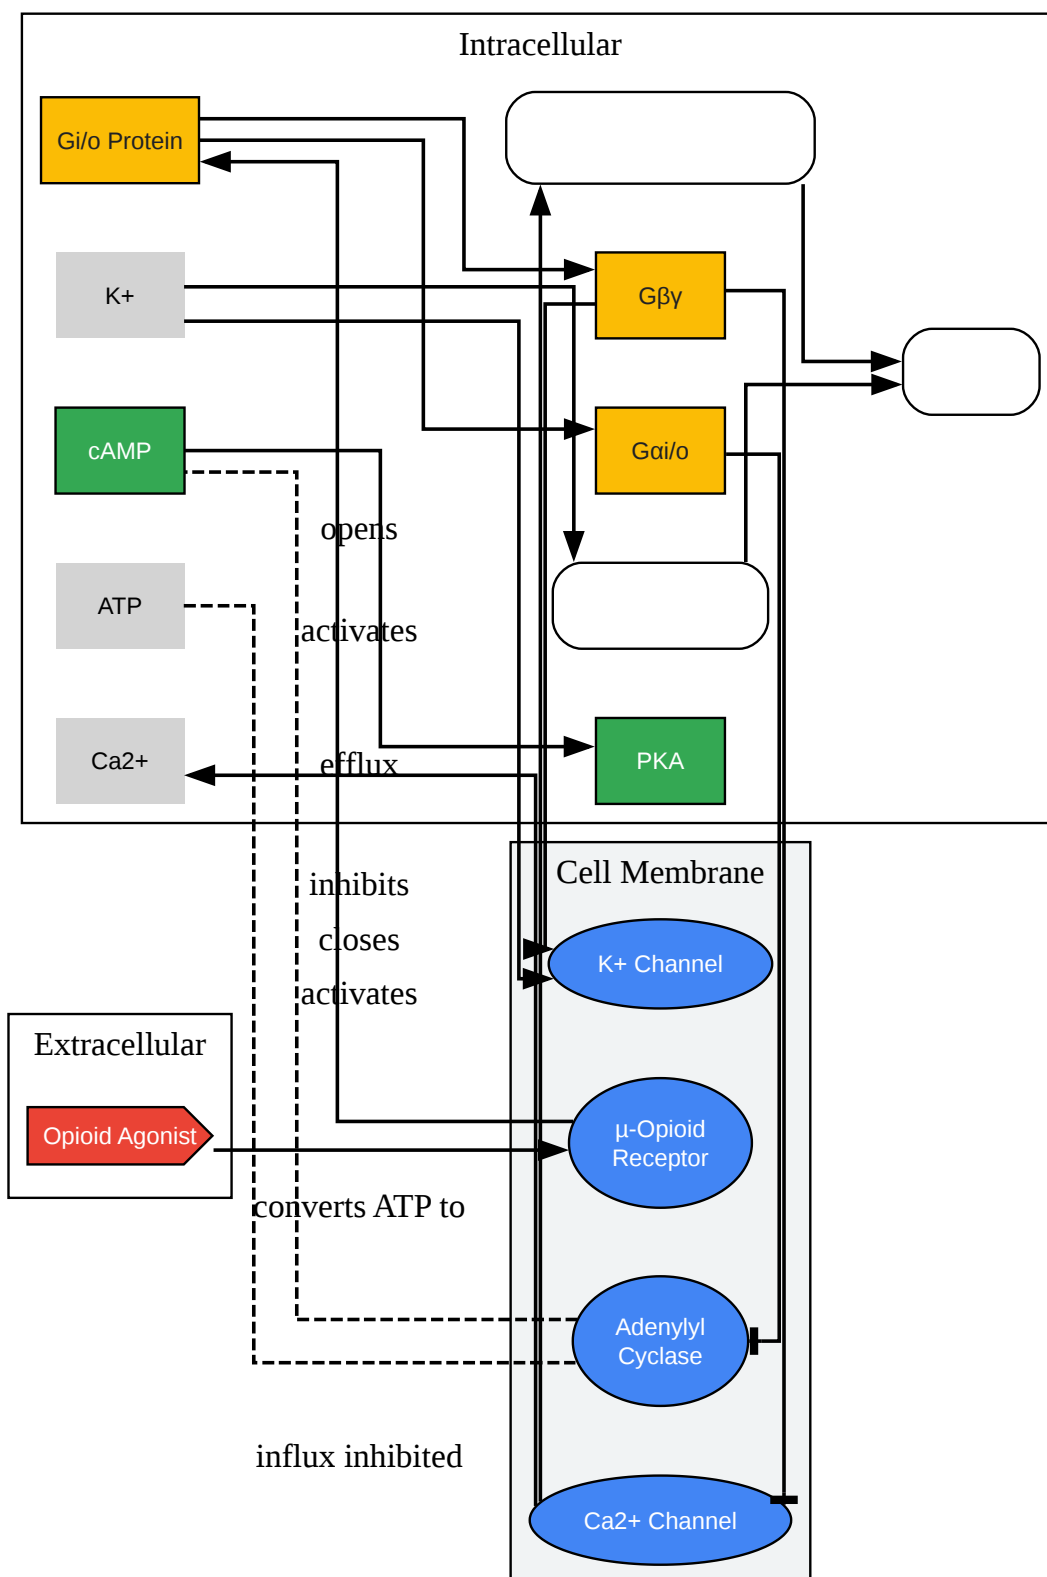 Intracellular
Gi/o Protein
K+
Gβγ
cAMP
Gαi/o
opens
ATP
activates
Ca2+
PKA
efflux
Cell Membrane
inhibits
closes
K+ Channel
activates
Extracellular
Opioid Agonist
µ-Opioid
Receptor
converts ATP to
Adenylyl
Cyclase
influx inhibited
Ca2+ Channel